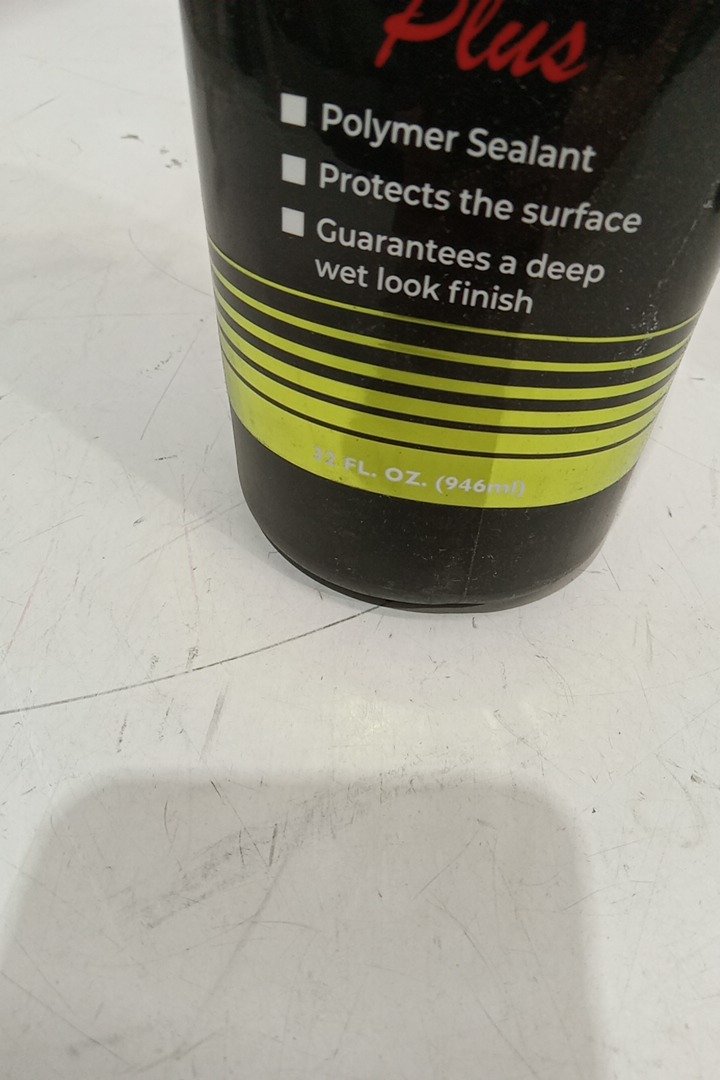 Plus
Polymer Sealant
Protects the surface
Guarantees a deep
wet look finish
32 FL. OZ. (946ml)